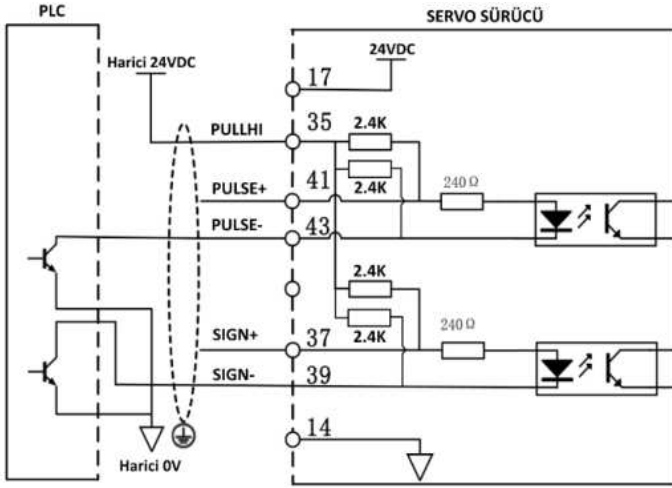 PLC
SERVO SÜRÜCÜ
Harici 24VDC
24VDC
17
PULLHI
35
2.4K
PULSE+
41
2.4K
240 Ω
PULSE-
43
2.4K
SIGN+
37
2.4K
240 Ω
SIGN-
39
14
Harici 0V